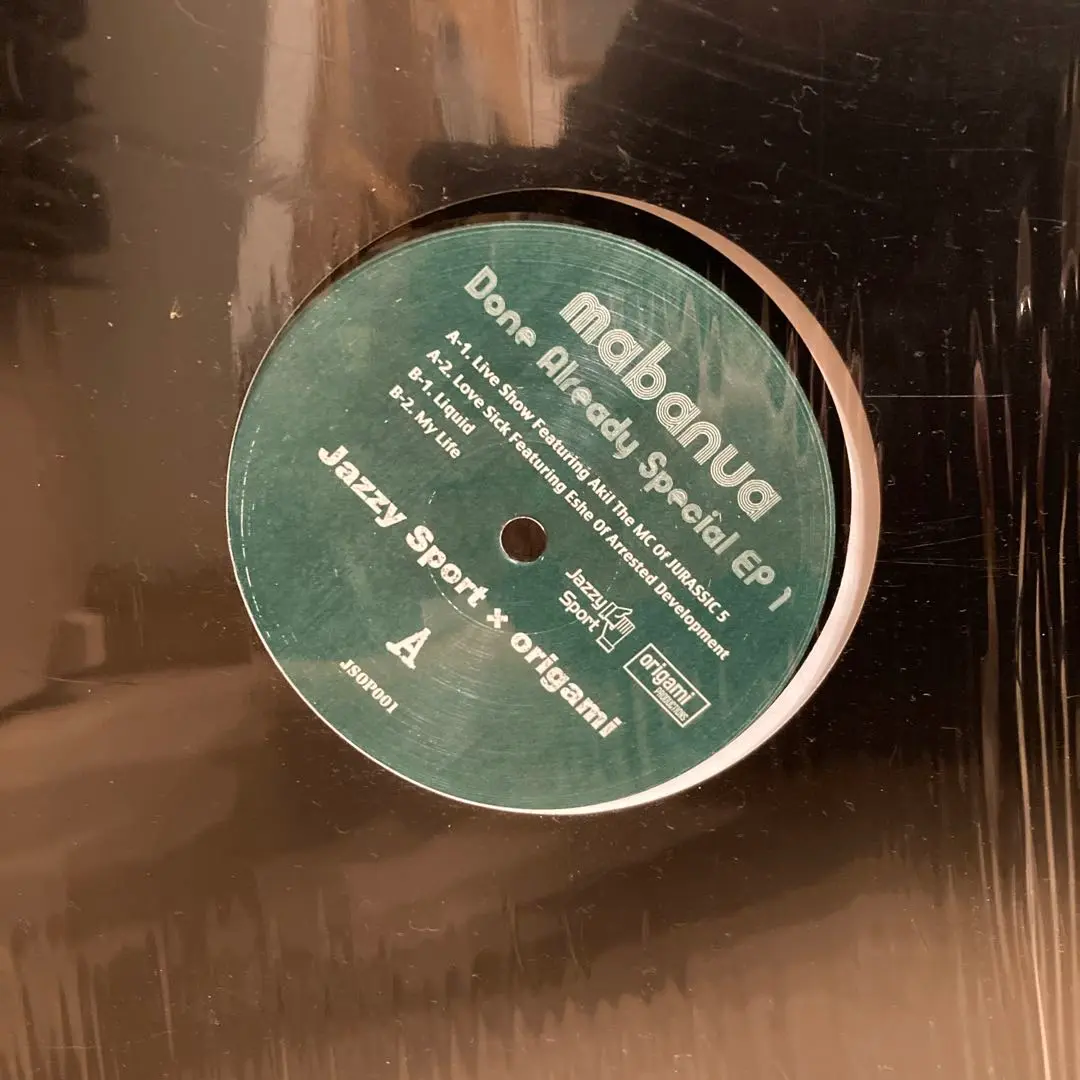 mabanua
Done Already Special EP 1
A-1. Live Show Featuring Akil The MC Of JURASSIC 5
A-2. Love Sick Featuring Eshe Of Arrested Development
B-1. Liquid
B-2. My Life
Jazzy
Sport
origami
PRODUCTIONS
Jazzy Sport × origami
A
JSOP001